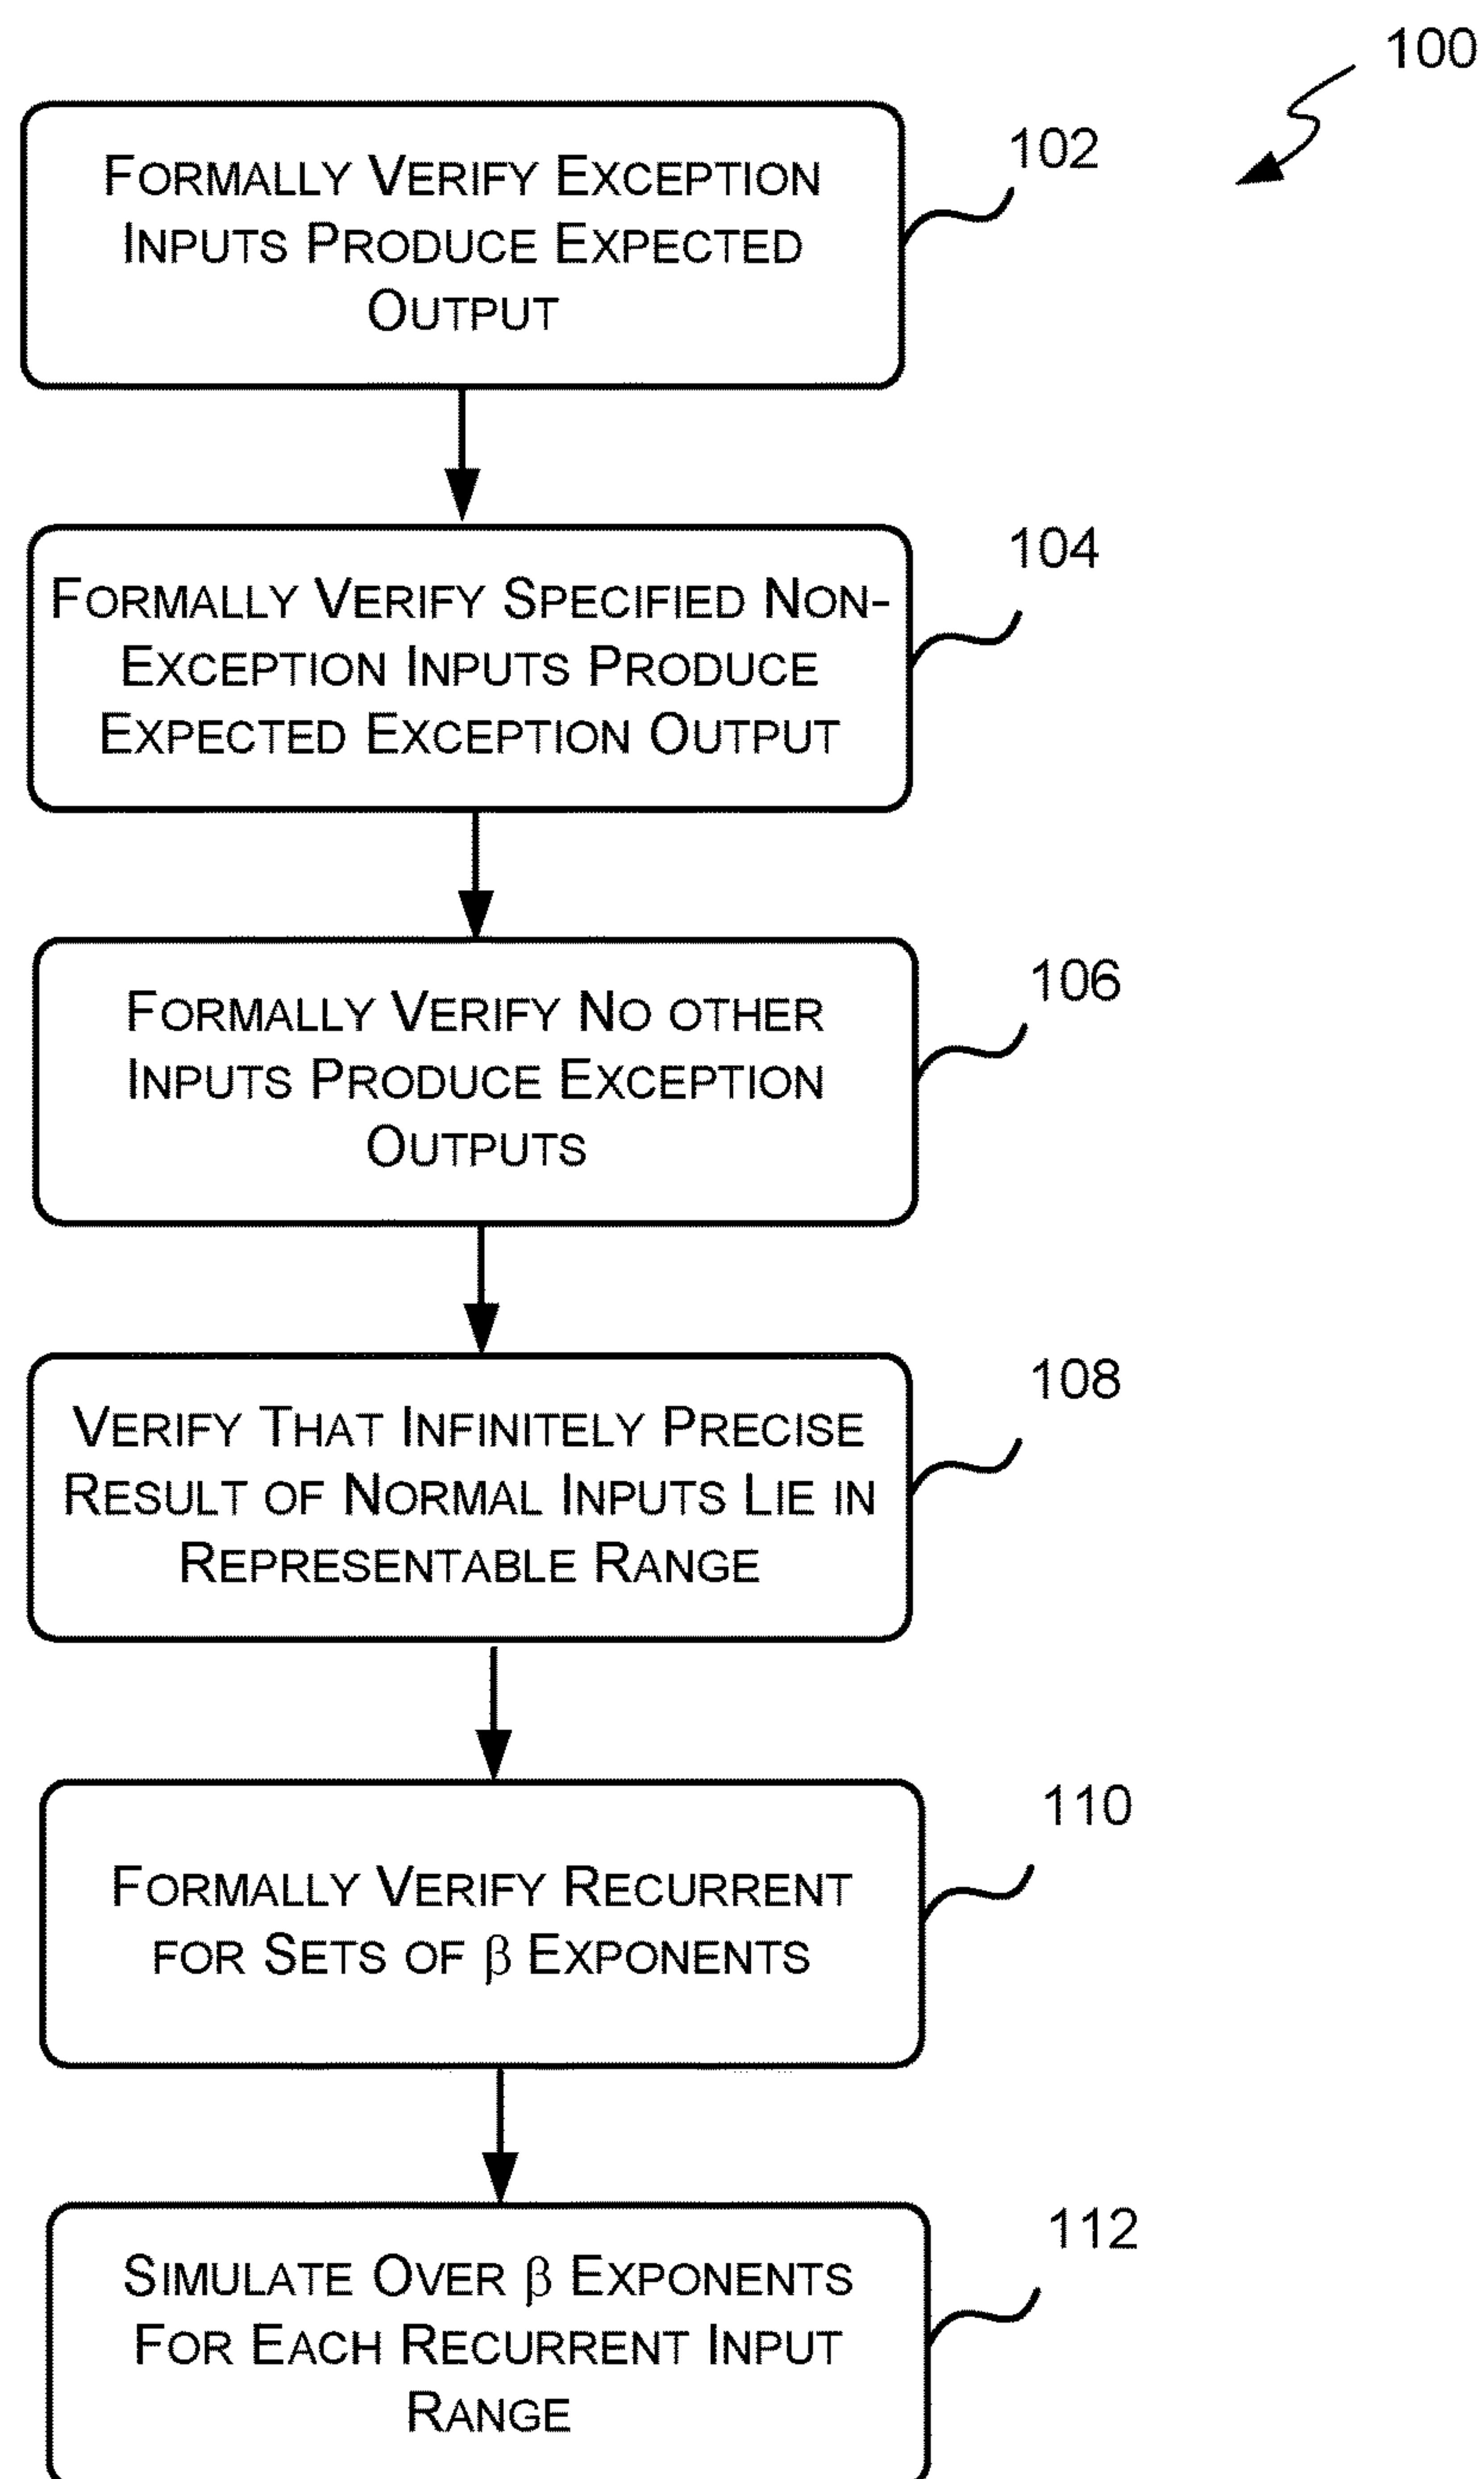 100
102
FORMALLY VERIFY EXCEPTION
INPUTS PRODUCE EXPECTED
OUTPUT
104
FORMALLY VERIFY SPECIFIED NON-
EXCEPTION INPUTS PRODUCE
EXPECTED EXCEPTION OUTPUT
106
FORMALLY VERIFY NO OTHER
INPUTS PRODUCE EXCEPTION
OUTPUTS
108
VERIFY THAT INFINITELY PRECISE
RESULT OF NORMAL INPUTS LIE IN
REPRESENTABLE RANGE
110
FORMALLY VERIFY RECURRENT
FOR SETS OF β EXPONENTS
112
SIMULATE OVER β EXPONENTS
FOR EACH RECURRENT INPUT
RANGE